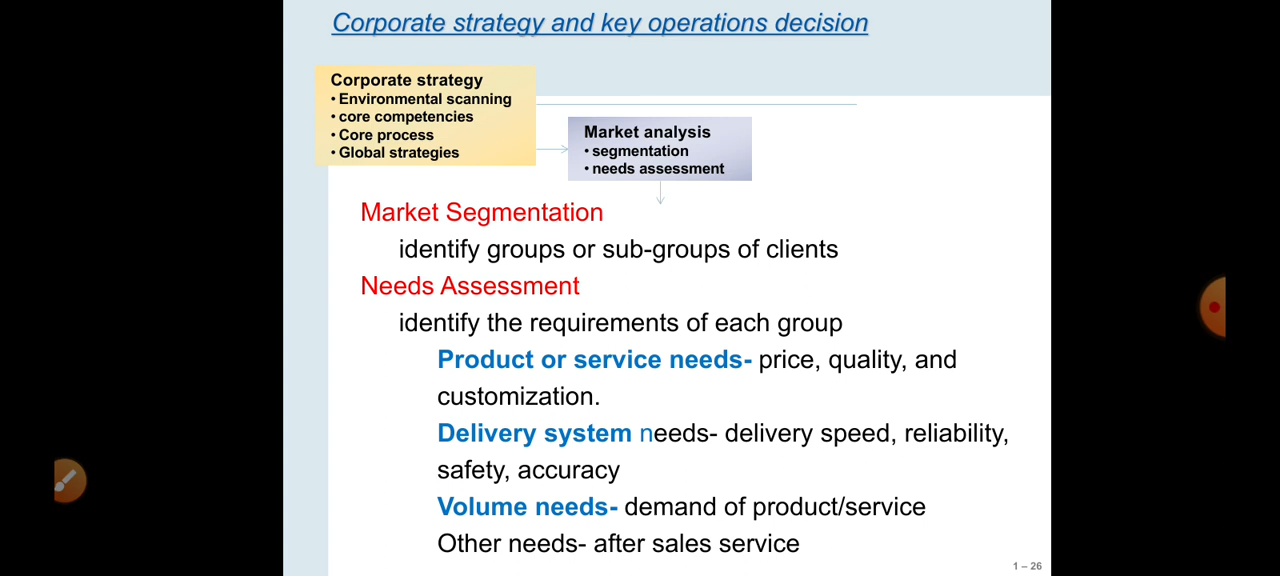 Corporate strategy and key operations decision
Corporate strategy
• Environmental scanning
• core competencies
• Core process
• Global strategies
Market analysis
• segmentation
• needs assessment
Market Segmentation
identify groups or sub-groups of clients
Needs Assessment
identify the requirements of each group
Product or service needs- price, quality, and
customization.
Delivery system needs- delivery speed, reliability,
safety, accuracy
Volume needs- demand of product/service
Other needs- after sales service
1 – 26